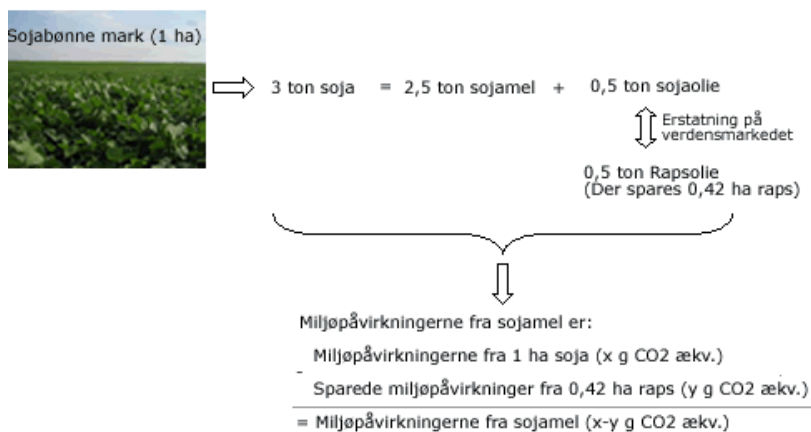 Sojabønne mark (1 ha)
3 ton soja = 2,5 ton sojamel + 0,5 ton sojaolie
Erstatning på
verdensmarkedet
0,5 ton Rapsolie
(Der spares 0,42 ha raps)
Miljøpåvirkningerne fra sojamel er:
Miljøpåvirkningerne fra 1 ha soja (x g CO2 ækv.)
-
Sparede miljøpåvirkninger fra 0,42 ha raps (y g CO2 ækv.)
= Miljøpåvirkningerne fra sojamel (x-y g CO2 ækv.)